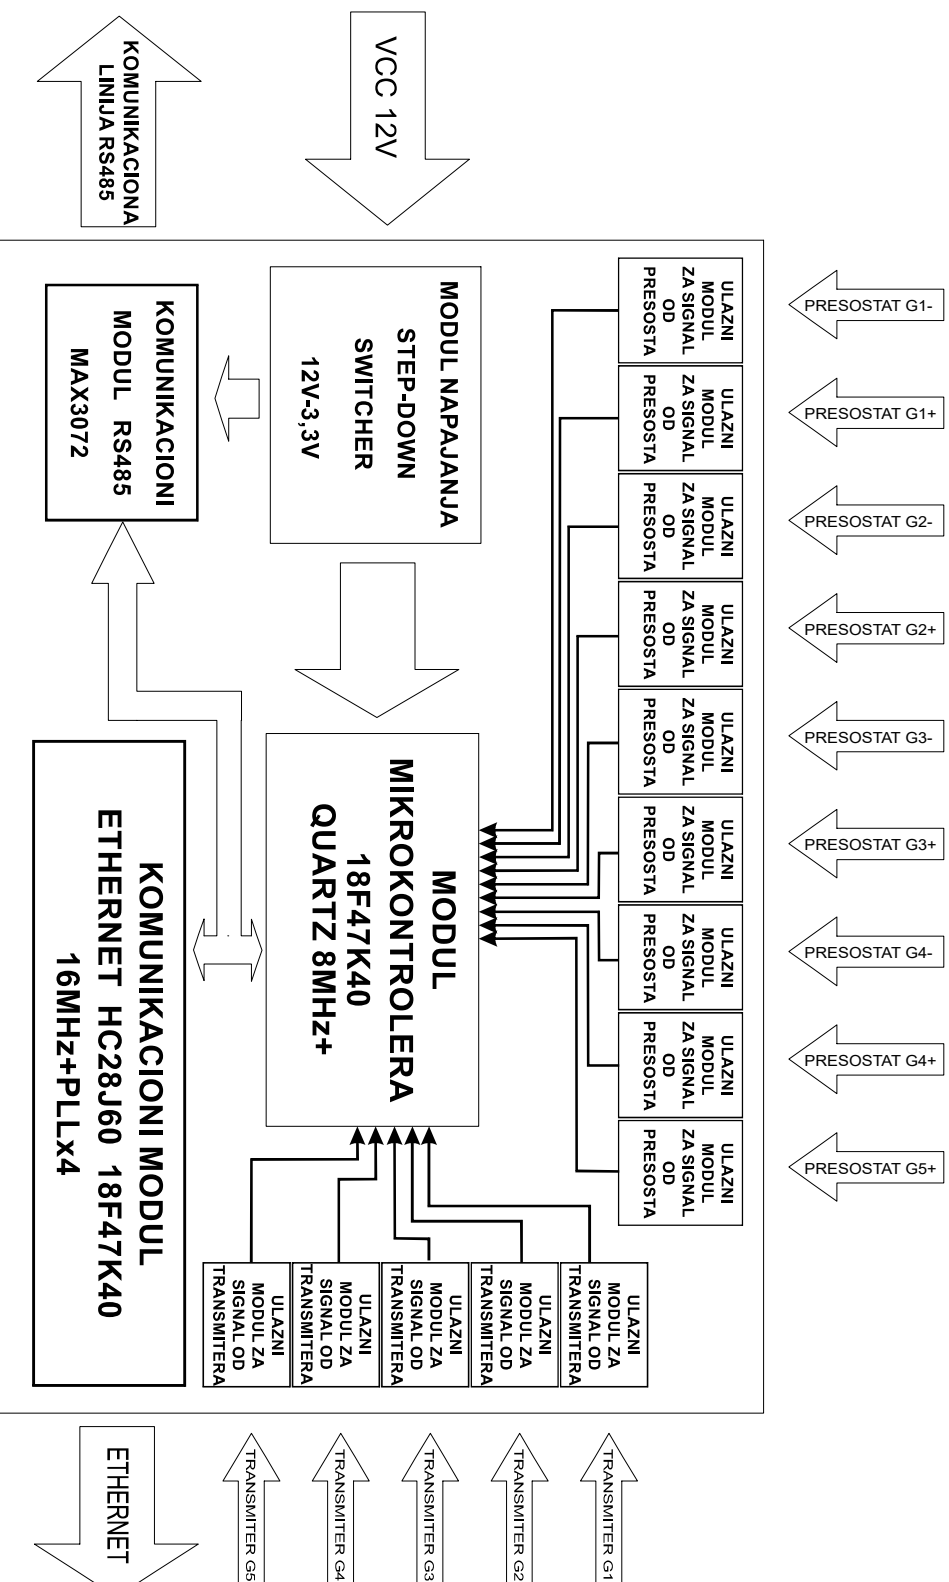 KOMUNIKACIONA
LINIJA RS485
VCC 12V
KOMUNIKACIONI
MODUL RS485
MAX3072
MODUL NAPAJANJA
STEP-DOWN
SWITCHER
12V-3,3V
ULAZNI
MODUL
ZA SIGNAL
OD
PRESOSTA
PRESOSTAT G1-
ULAZNI
MODUL
ZA SIGNAL
OD
PRESOSTA
PRESOSTAT G1+
ULAZNI
MODUL
ZA SIGNAL
OD
PRESOSTA
PRESOSTAT G2-
ULAZNI
MODUL
ZA SIGNAL
OD
PRESOSTA
PRESOSTAT G2+
ULAZNI
MODUL
ZA SIGNAL
OD
PRESOSTA
PRESOSTAT G3-
ULAZNI
MODUL
ZA SIGNAL
OD
PRESOSTA
PRESOSTAT G3+
ULAZNI
MODUL
ZA SIGNAL
OD
PRESOSTA
PRESOSTAT G4-
ULAZNI
MODUL
ZA SIGNAL
OD
PRESOSTA
PRESOSTAT G4+
ULAZNI
MODUL
ZA SIGNAL
OD
PRESOSTA
PRESOSTAT G5+
MODUL
MIKROKONTROLERA
18F47K40
QUARTZ 8MHz+
KOMUNIKACIONI MODUL
ETHERNET HC28J60 18F47K40
16MHz+PLLx4
ULAZNI
MODUL ZA
SIGNAL OD
TRANSMITERA
ULAZNI
MODUL ZA
SIGNAL OD
TRANSMITERA
ULAZNI
MODUL ZA
SIGNAL OD
TRANSMITERA
ULAZNI
MODUL ZA
SIGNAL OD
TRANSMITERA
ULAZNI
MODUL ZA
SIGNAL OD
TRANSMITERA
ETHERNET
TRANSMITER G5
TRANSMITER G4
TRANSMITER G3
TRANSMITER G2
TRANSMITER G1